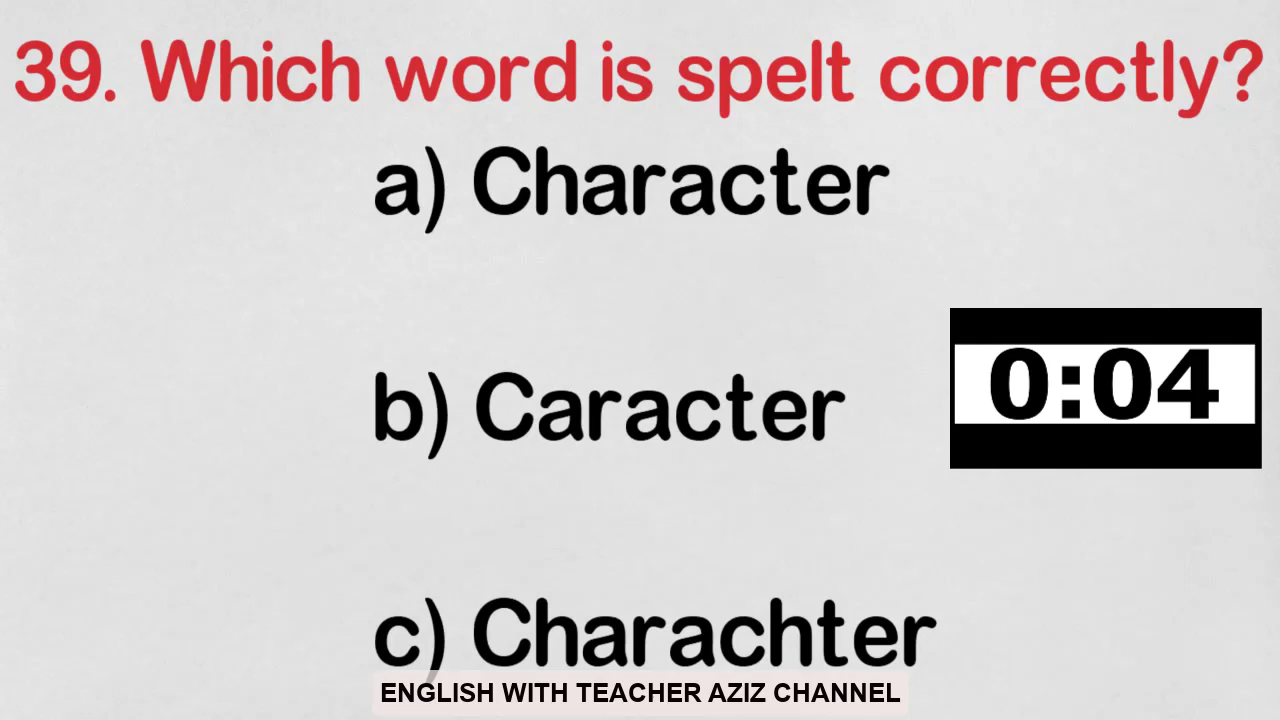 39. Which word is spelt correctly?
a) Character
b) Caracter
0:04
c) Charachter
ENGLISH WITH TEACHER AZIZ CHANNEL